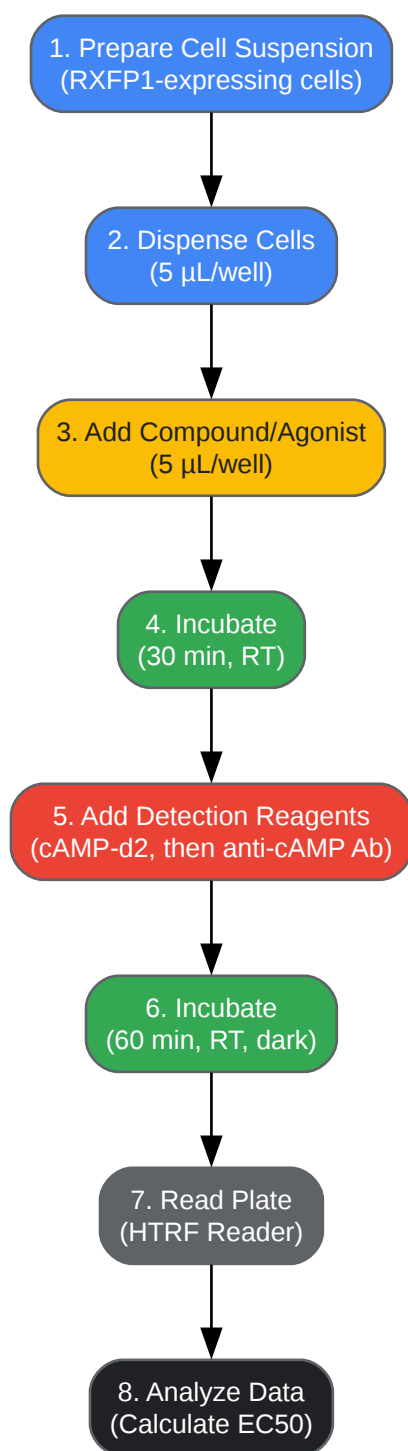 1. Prepare Cell Suspension
(RXFP1-expressing cells)
2. Dispense Cells
(5 µL/well)
3. Add Compound/Agonist
(5 µL/well)
4. Incubate
(30 min, RT)
5. Add Detection Reagents
(cAMP-d2, then anti-cAMP Ab)
6. Incubate
(60 min, RT, dark)
7. Read Plate
(HTRF Reader)
8. Analyze Data
(Calculate EC50)